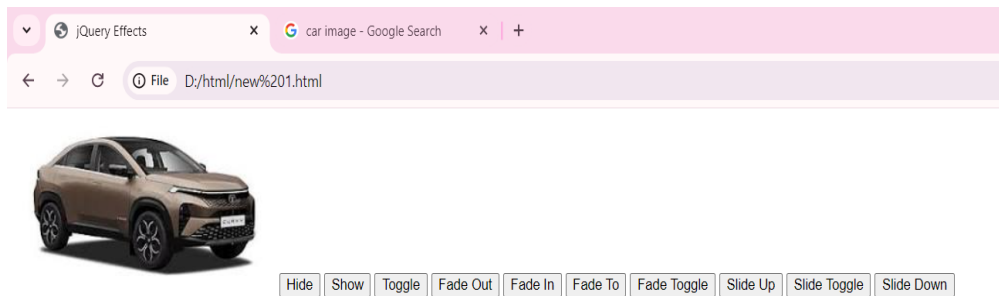 jQuery Effects car image - Google Search
File D:/html/new%201.html
CURVV
Hide Show Toggle Fade Out Fade In Fade To Fade Toggle Slide Up Slide Toggle Slide Down